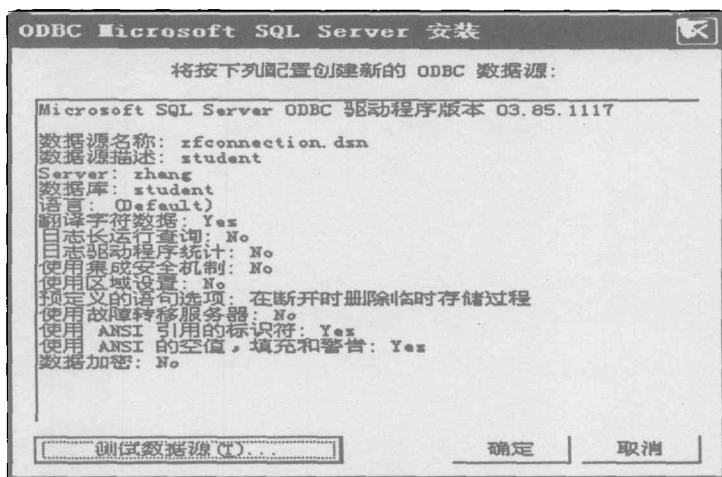 ODBC Microsoft SQL Server 安装
将按下列配置创建新的 ODBC 数据源:
Microsoft SQL Server ODBC 驱动程序版本 03.85.1117
数据源名称: zfconnection.dsn
数据源描述: student
Server: zhang
数据库: student
语言: (Default)
翻译字符数据: Yes
日志长运行查询: No
日志驱动程序统计: No
使用集成安全机制: No
使用区域设置: No
预定义的语句选项: 在断开时删除临时存储过程
使用故障转移服务器: No
使用 ANSI 引用的标识符: Yes
使用 ANSI 的空值，填充和警告: Yes
数据加密: No
测试数据源(T)...
确定
取消